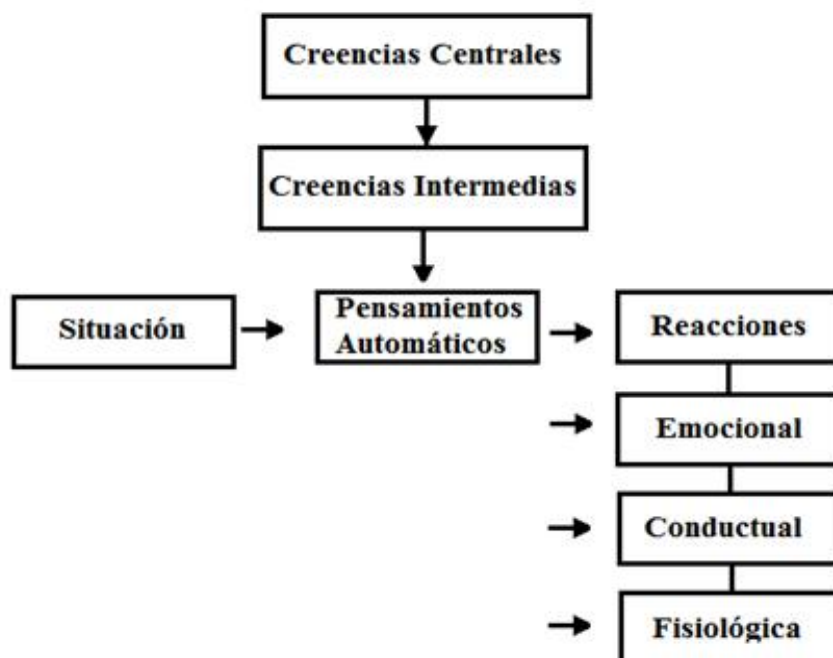 Creencias Centrales
Creencias Intermedias
Situación
Pensamientos
Automáticos
Reacciones
Emocional
Conductual
Fisiológica